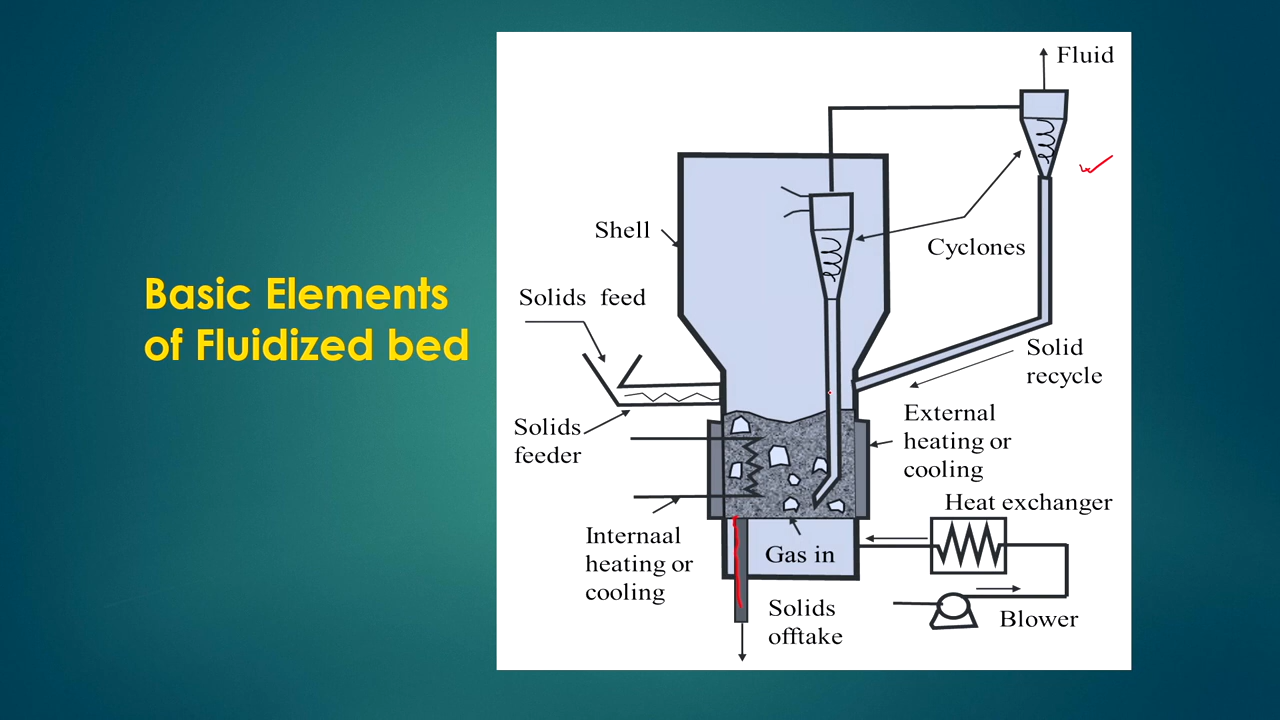 Basic Elements
of Fluidized bed
Fluid
Shell
Cyclones
Solids feed
Solid
recycle
Solids
feeder
External
heating or
cooling
Heat exchanger
Internaal
heating or
cooling
Gas in
Solids
offtake
Blower